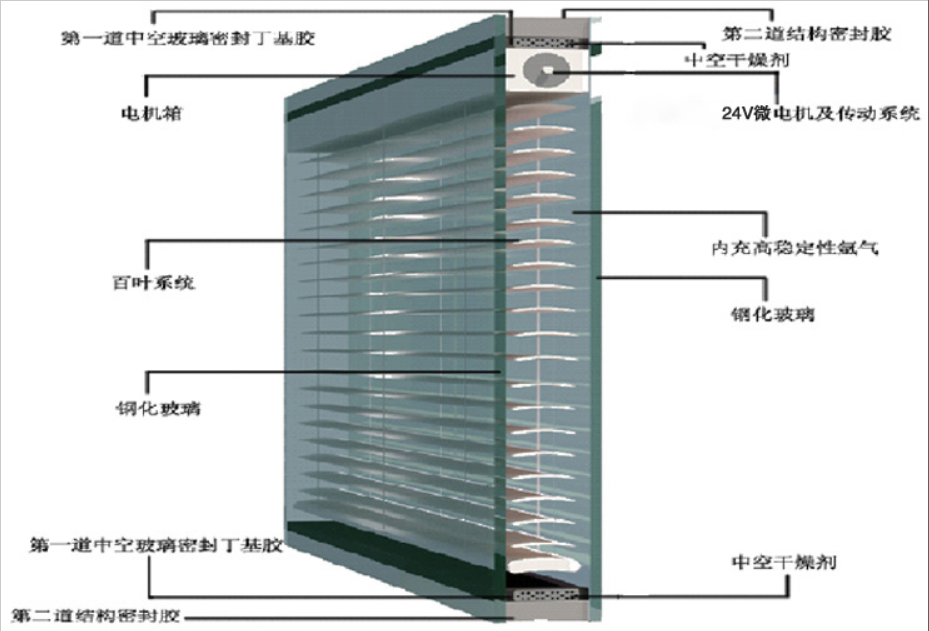 第一道中空玻璃密封丁基胶
第二道结构密封胶
中空干燥剂
电机箱
24V微电机及传动系统
内充高稳定性氩气
百叶系统
钢化玻璃
钢化玻璃
第一道中空玻璃密封丁基胶
中空干燥剂
第二道结构密封胶